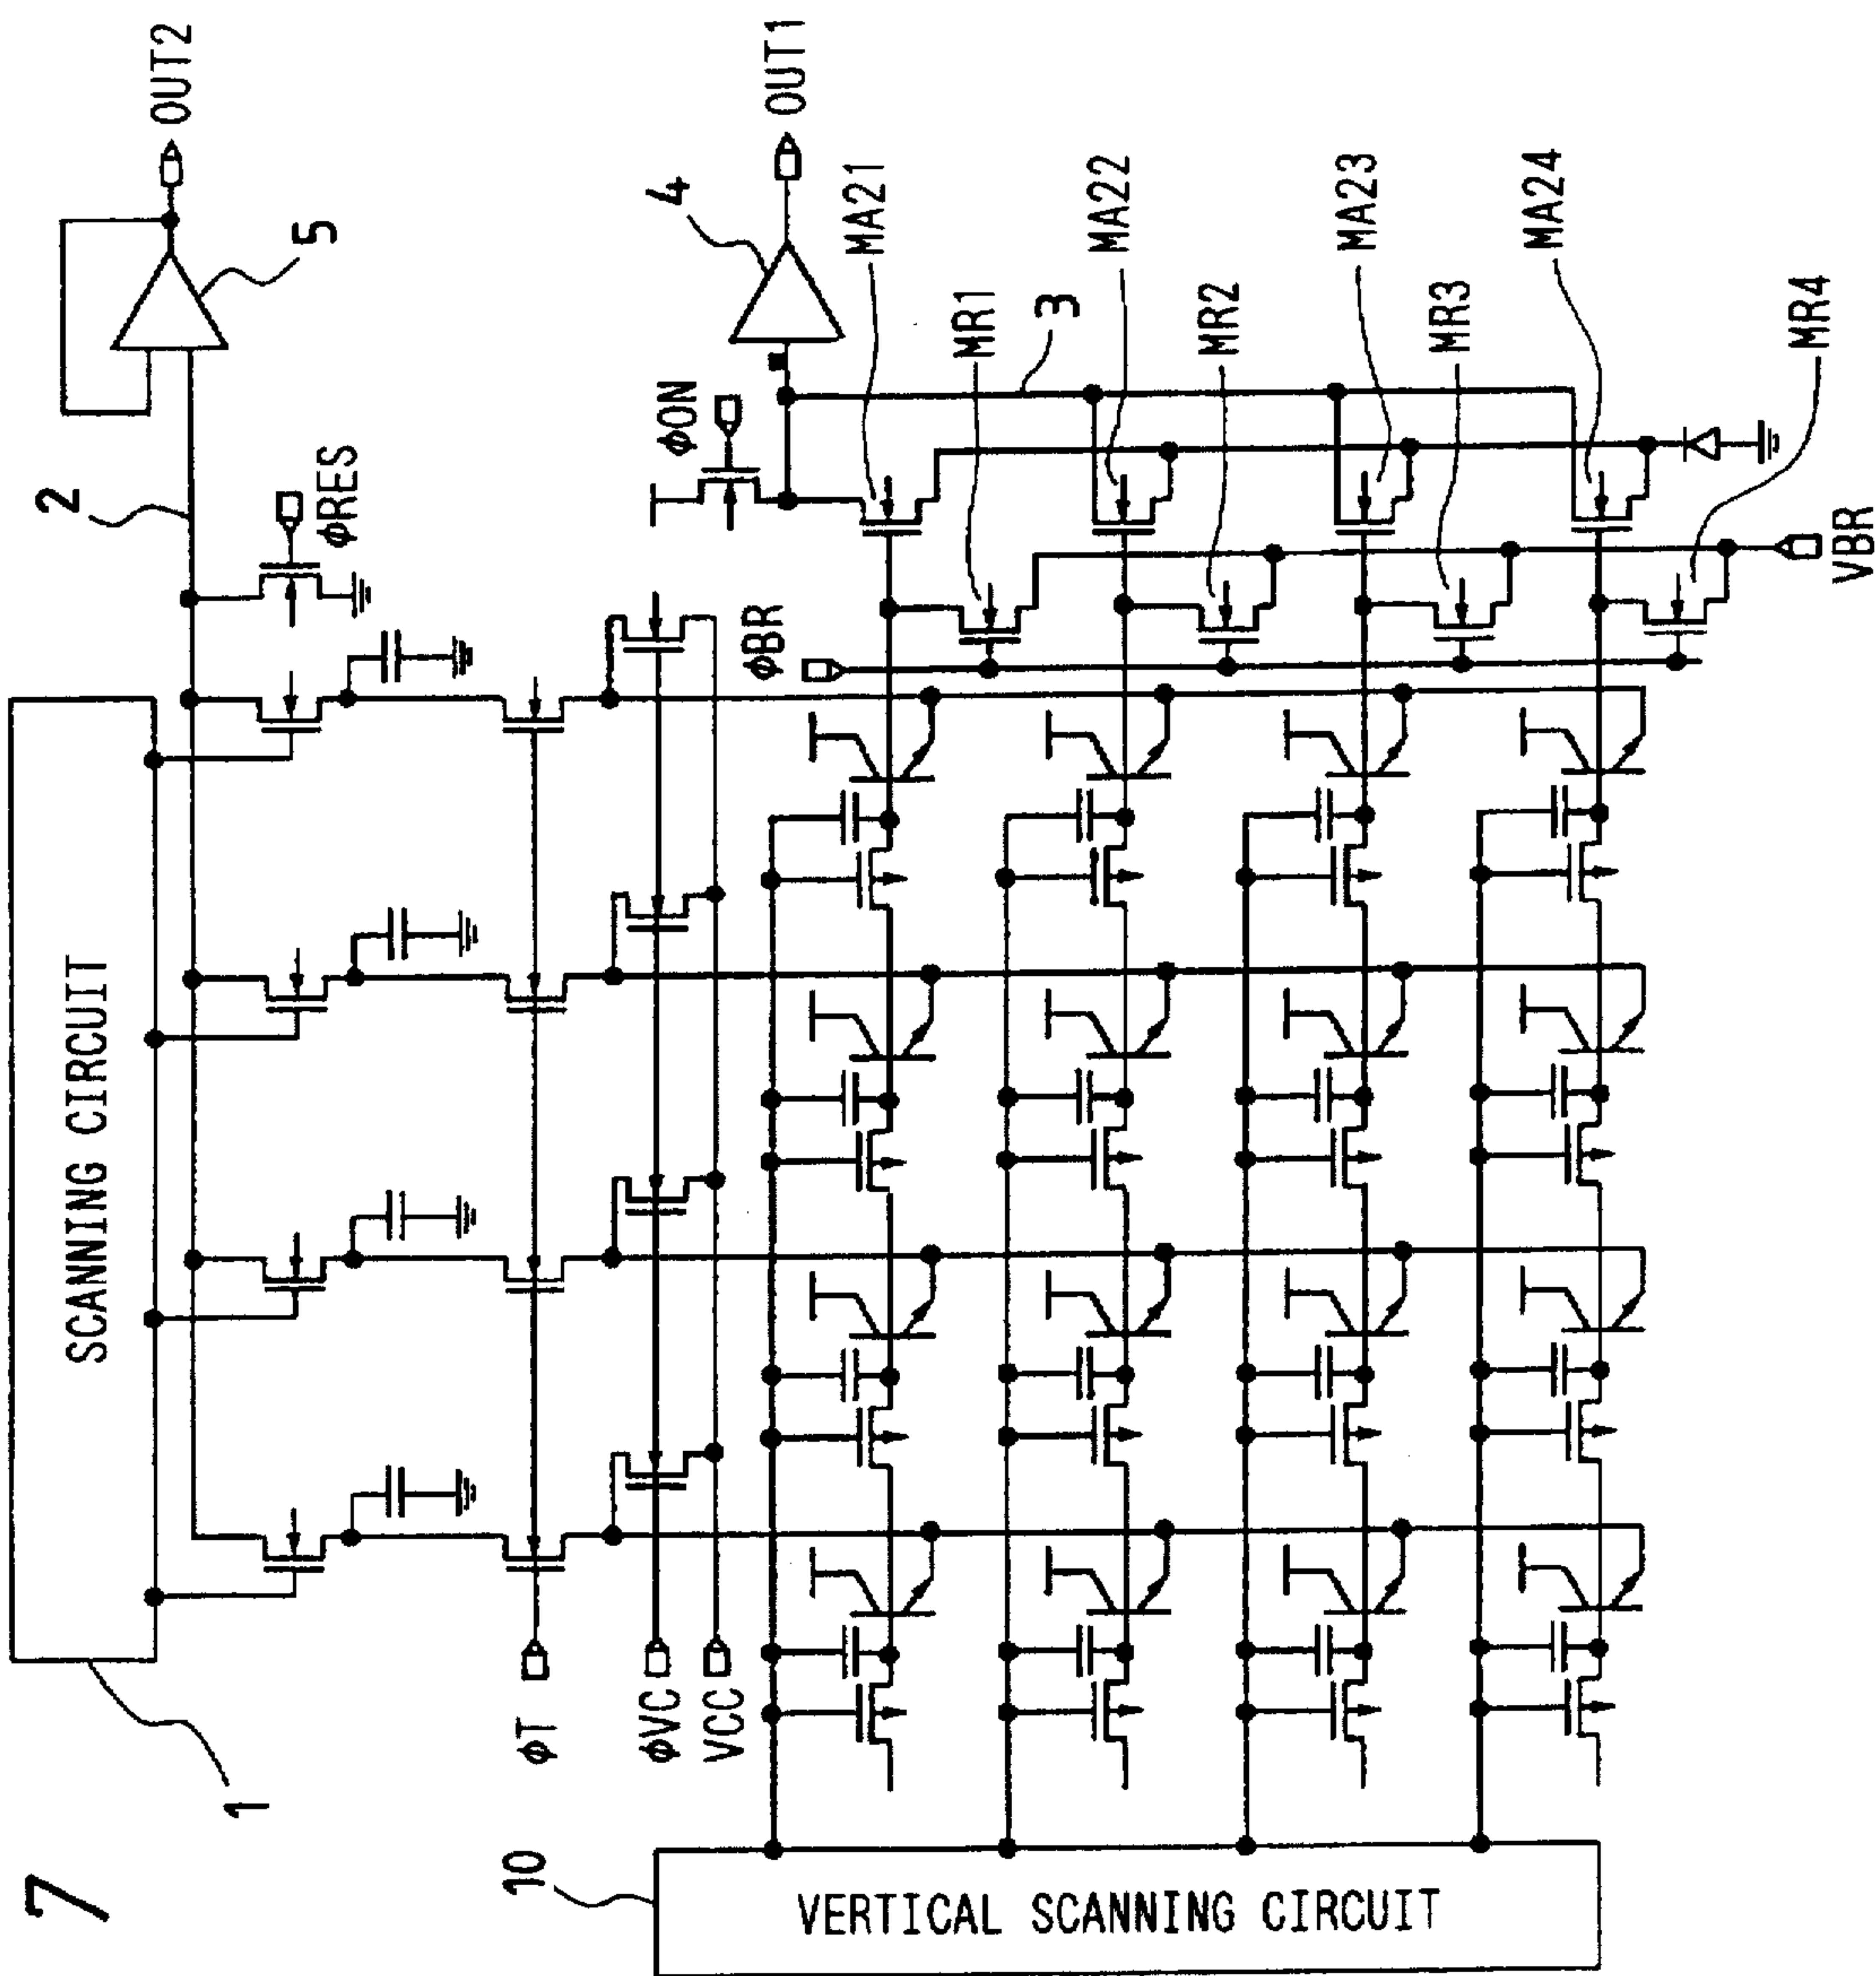 7
1
SCANNING CIRCUIT
2
φRES
5
OUT2
φT
φVC
VCC
φON
4
OUT1
MA21
φBR
MR1
3
MA22
MR2
MA23
MR3
MA24
MR4
VBR
10
VERTICAL SCANNING CIRCUIT